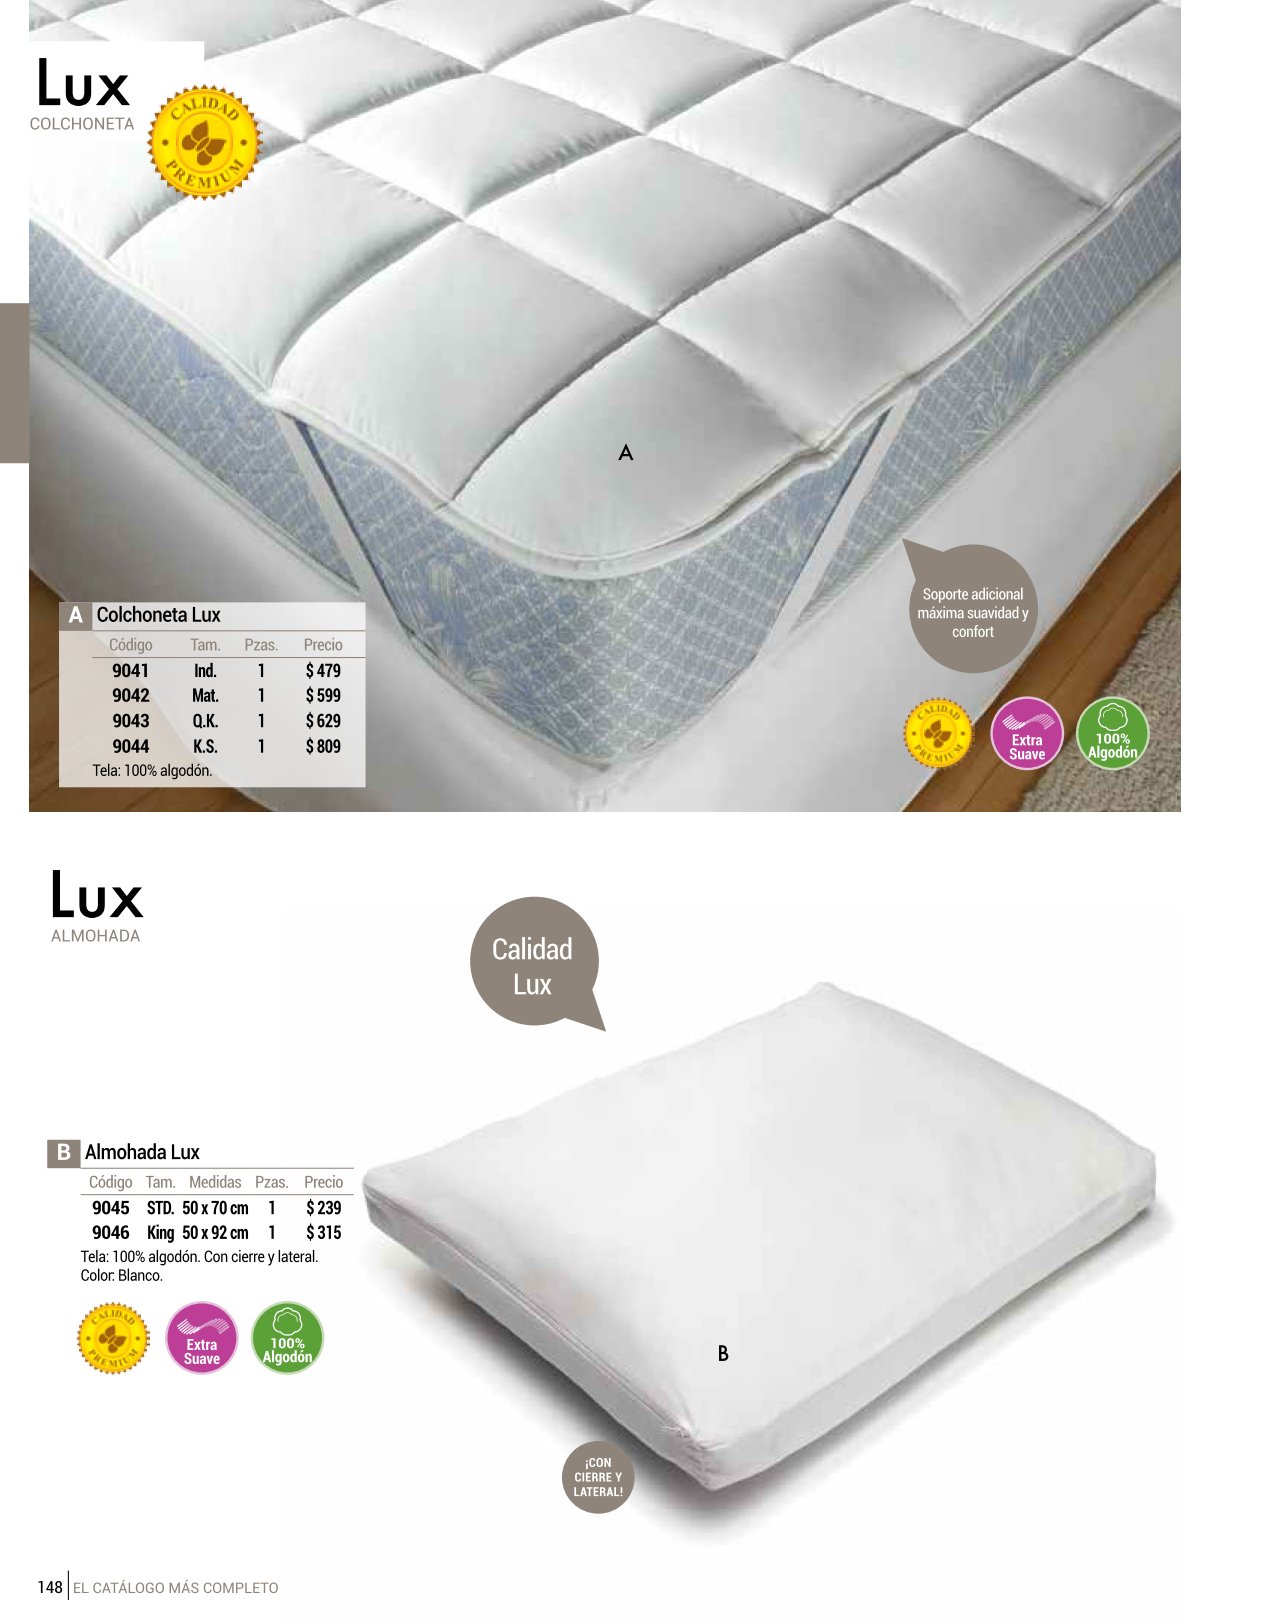 Lux
COLCHONETA
CALIDAD
PREMIUM
A
Soporte adicional
máxima suavidad y
confort
A Colchoneta Lux
Código Tam. Pzas. Precio
9041 Ind. 1 $ 479
9042 Mat. 1 $ 599
9043 Q.K. 1 $ 629
9044 K.S. 1 $ 809
Tela: 100% algodón.
CALIDAD
PREMIUM
Extra
Suave
100%
Algodón
Lux
ALMOHADA
Calidad
Lux
B Almohada Lux
Código Tam. Medidas Pzas. Precio
9045 STD. 50 x 70 cm 1 $ 239
9046 King 50 x 92 cm 1 $ 315
Tela: 100% algodón. Con cierre y lateral.
Color: Blanco.
CALIDAD
PREMIUM
Extra
Suave
100%
Algodón
B
¡CON
CIERRE Y
LATERAL!
148 EL CATÁLOGO MÁS COMPLETO